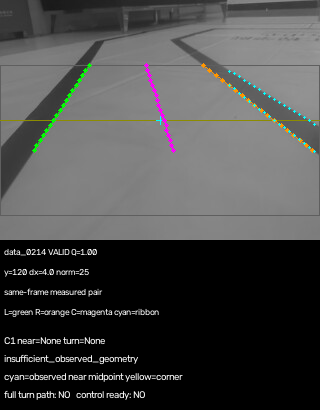 data_0214 VALID Q=1.00
y=120 dx=4.0 norm=25
same-frame measured pair
L=green R=orange C=magenta cyan=ribbon
C1 near=None turn=None
insufficient_observed_geometry
cyan=observed near midpoint yellow=corner
full turn path: NO control ready: NO